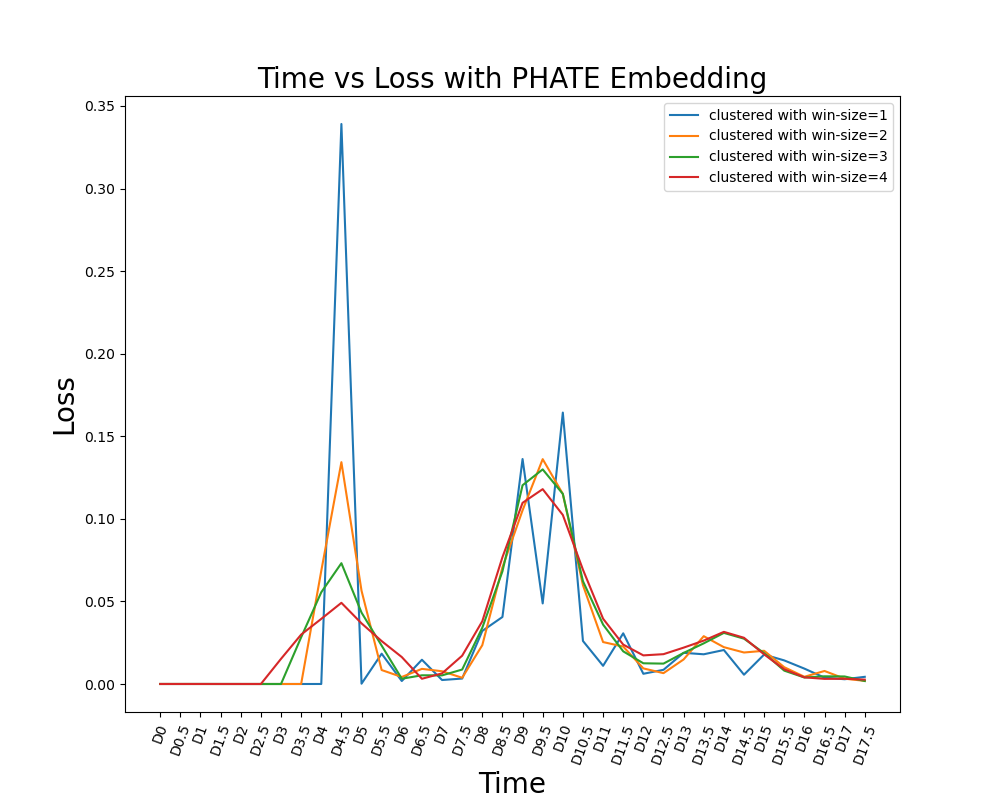 Time vs Loss with PHATE Embedding
clustered with win-size=1
clustered with win-size=2
clustered with win-size=3
clustered with win-size=4
0.35
0.30
0.25
0.20
0.15
0.10
0.05
0.00
Loss
D0
D0.5
D1
D1.5
D2
D2.5
D3
D3.5
D4
D4.5
D5
D5.5
D6
D6.5
D7
D7.5
D8
D8.5
D9
D9.5
D10
D10.5
D11
D11.5
D12
D12.5
D13
D13.5
D14
D14.5
D15
D15.5
D16
D16.5
D17
D17.5
Time